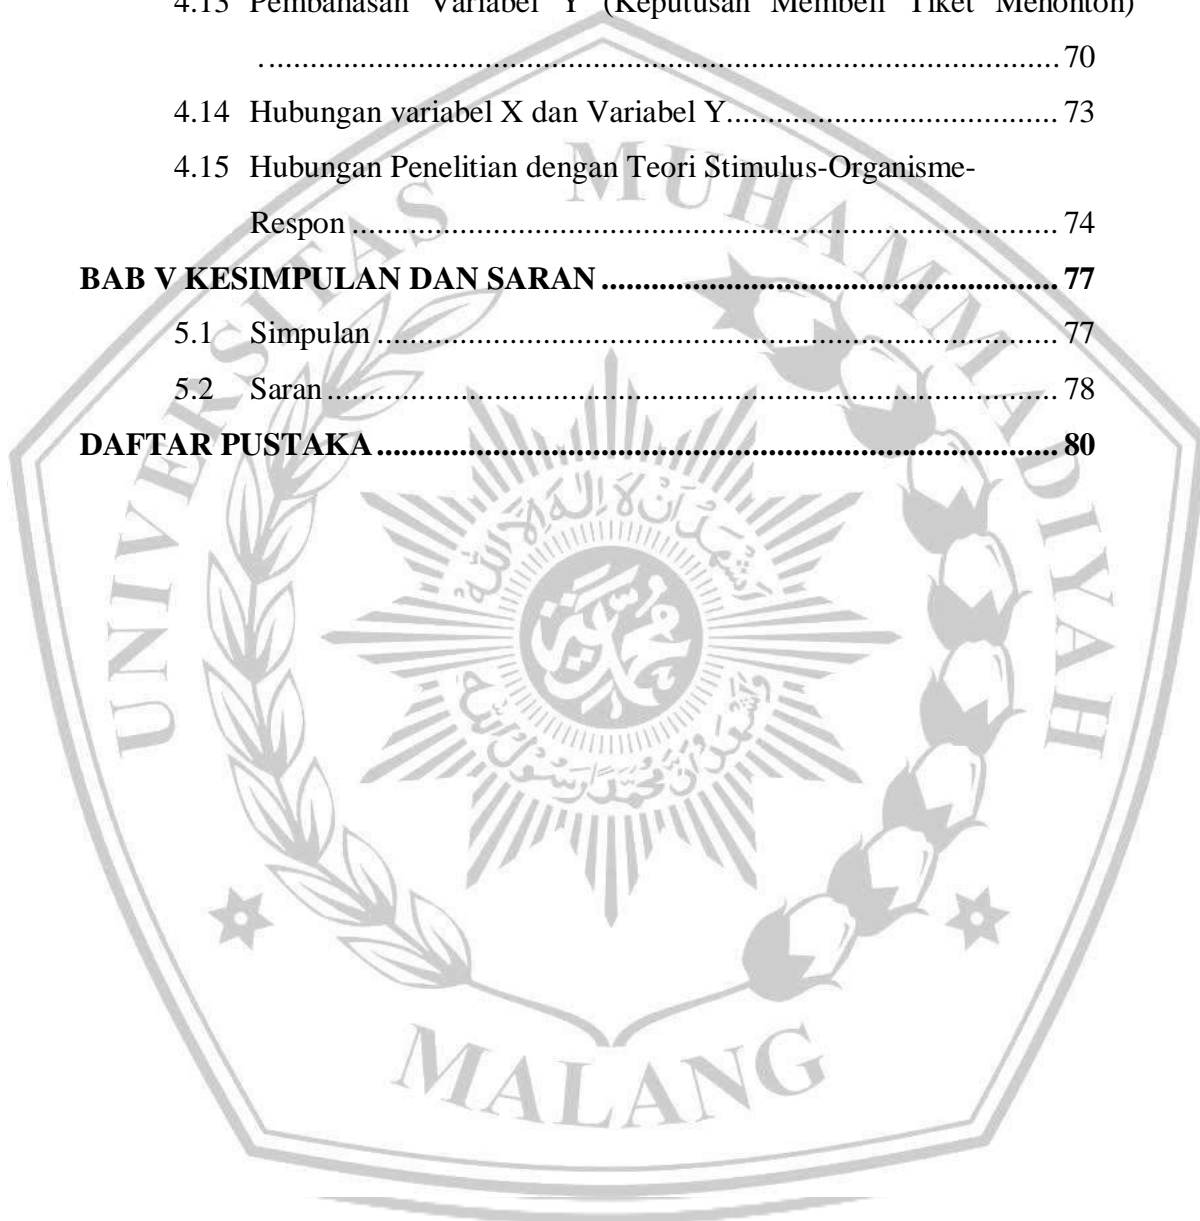 4.13 Pembahasan Variabel Y (Keputusan Membeli Tiket Menonton)
........................................................................................... 70
4.14 Hubungan variabel X dan Variabel Y........................................ 73
4.15 Hubungan Penelitian dengan Teori Stimulus-Organisme-
Respon .................................................................................... 74
BAB V KESIMPULAN DAN SARAN ....................................................... 77
5.1 Simpulan ................................................................................. 77
5.2 Saran ....................................................................................... 78
DAFTAR PUSTAKA .................................................................................. 80
UNIVERSITAS MUHAMMADIYAH
MALANG